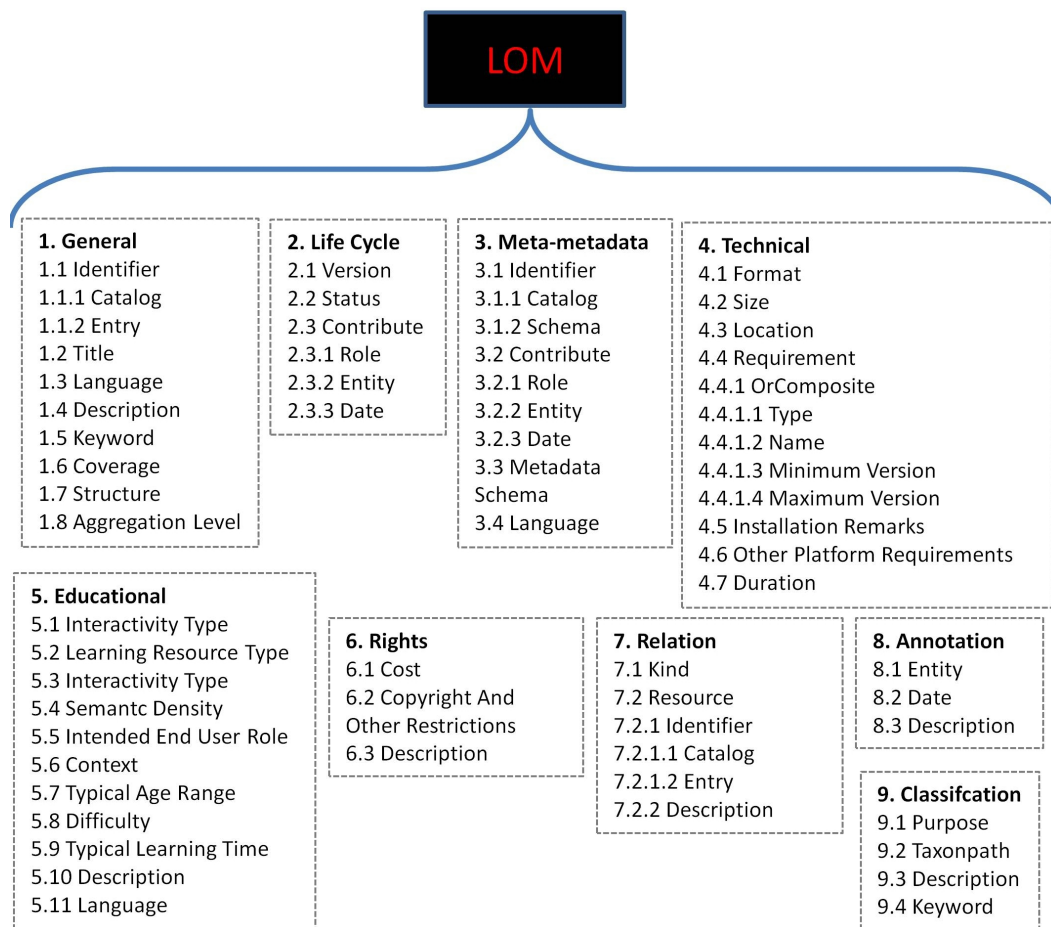 LOM
1. General
1.1 Identifier
1.1.1 Catalog
1.1.2 Entry
1.2 Title
1.3 Language
1.4 Description
1.5 Keyword
1.6 Coverage
1.7 Structure
1.8 Aggregation Level
2. Life Cycle
2.1 Version
2.2 Status
2.3 Contribute
2.3.1 Role
2.3.2 Entity
2.3.3 Date
3. Meta-metadata
3.1 Identifier
3.1.1 Catalog
3.1.2 Schema
3.2 Contribute
3.2.1 Role
3.2.2 Entity
3.2.3 Date
3.3 Metadata
Schema
3.4 Language
4. Technical
4.1 Format
4.2 Size
4.3 Location
4.4 Requirement
4.4.1 OrComposite
4.4.1.1 Type
4.4.1.2 Name
4.4.1.3 Minimum Version
4.4.1.4 Maximum Version
4.5 Installation Remarks
4.6 Other Platform Requirements
4.7 Duration
5. Educational
5.1 Interactivity Type
5.2 Learning Resource Type
5.3 Interactivity Type
5.4 Semantc Density
5.5 Intended End User Role
5.6 Context
5.7 Typical Age Range
5.8 Difficulty
5.9 Typical Learning Time
5.10 Description
5.11 Language
6. Rights
6.1 Cost
6.2 Copyright And
Other Restrictions
6.3 Description
7. Relation
7.1 Kind
7.2 Resource
7.2.1 Identifier
7.2.1.1 Catalog
7.2.1.2 Entry
7.2.2 Description
8. Annotation
8.1 Entity
8.2 Date
8.3 Description
9. Classifcation
9.1 Purpose
9.2 Taxonpath
9.3 Description
9.4 Keyword